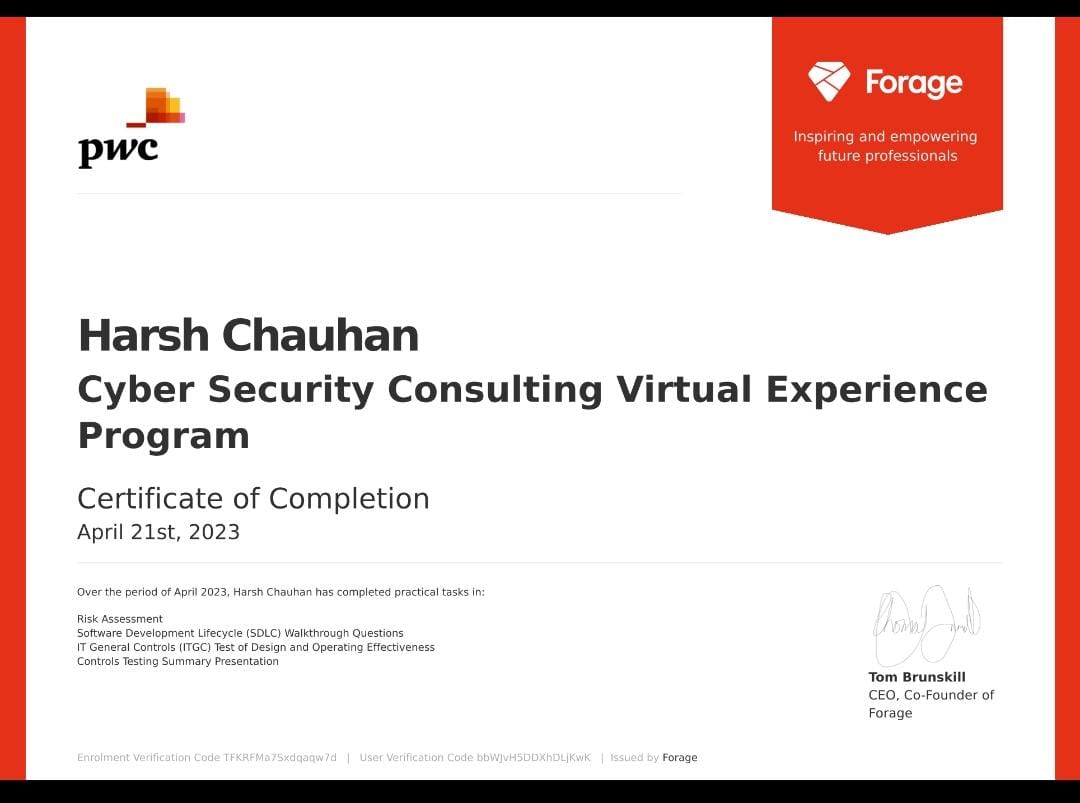 pwc
Forage
Inspiring and empowering
future professionals
Harsh Chauhan
Cyber Security Consulting Virtual Experience
Program
Certificate of Completion
April 21st, 2023
Over the period of April 2023, Harsh Chauhan has completed practical tasks in:
Risk Assessment
Software Development Lifecycle (SDLC) Walkthrough Questions
IT General Controls (ITGC) Test of Design and Operating Effectiveness
Controls Testing Summary Presentation
Tom Brunskill
CEO, Co-Founder of
Forage
Enrolment Verification Code TFKRFMa7Sxdqaqw7d | User Verification Code bbWJvH5DDXhDLjKwK | Issued by Forage